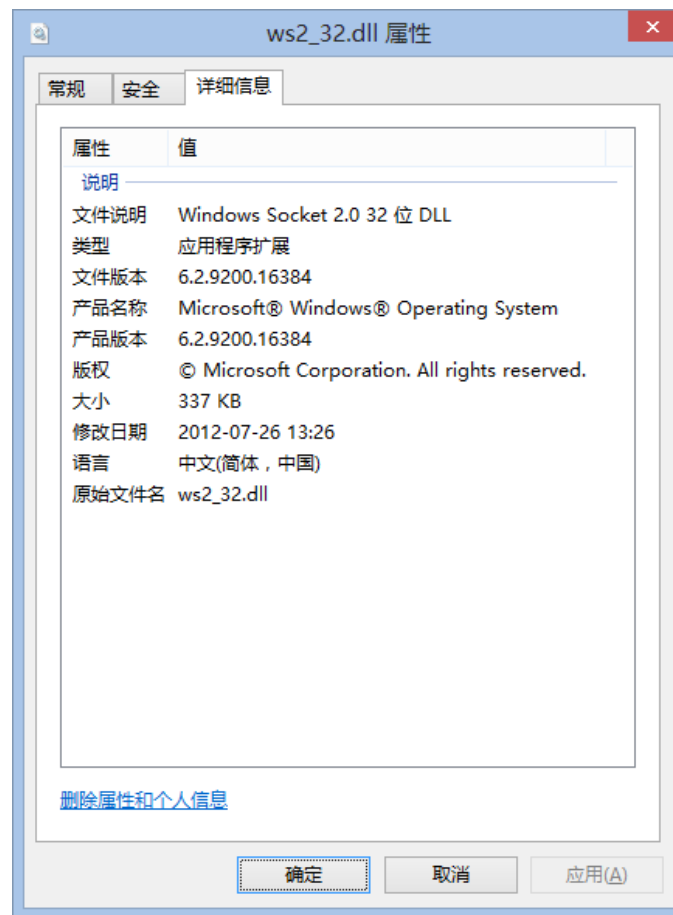 ws2_32.dll 属性
常规 安全 详细信息
属性 值
说明
文件说明 Windows Socket 2.0 32 位 DLL
类型 应用程序扩展
文件版本 6.2.9200.16384
产品名称 Microsoft® Windows® Operating System
产品版本 6.2.9200.16384
版权 © Microsoft Corporation. All rights reserved.
大小 337 KB
修改日期 2012-07-26 13:26
语言 中文(简体，中国)
原始文件名 ws2_32.dll
删除属性和个人信息
确定 取消 应用(A)